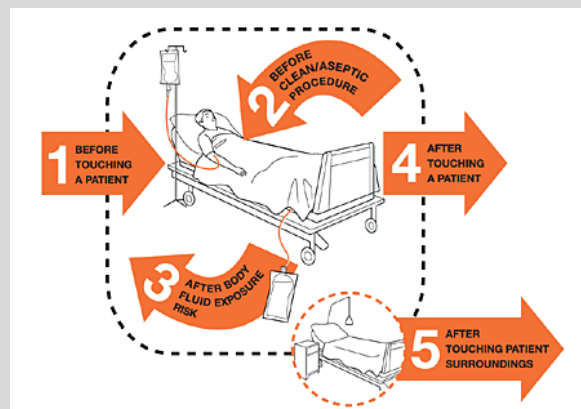 1 BEFORE
TOUCHING
A PATIENT
2 BEFORE
CLEAN/ASEPTIC
PROCEDURE
3 AFTER BODY
FLUID EXPOSURE
RISK
4 AFTER
TOUCHING
A PATIENT
5 AFTER
TOUCHING PATIENT
SURROUNDINGS